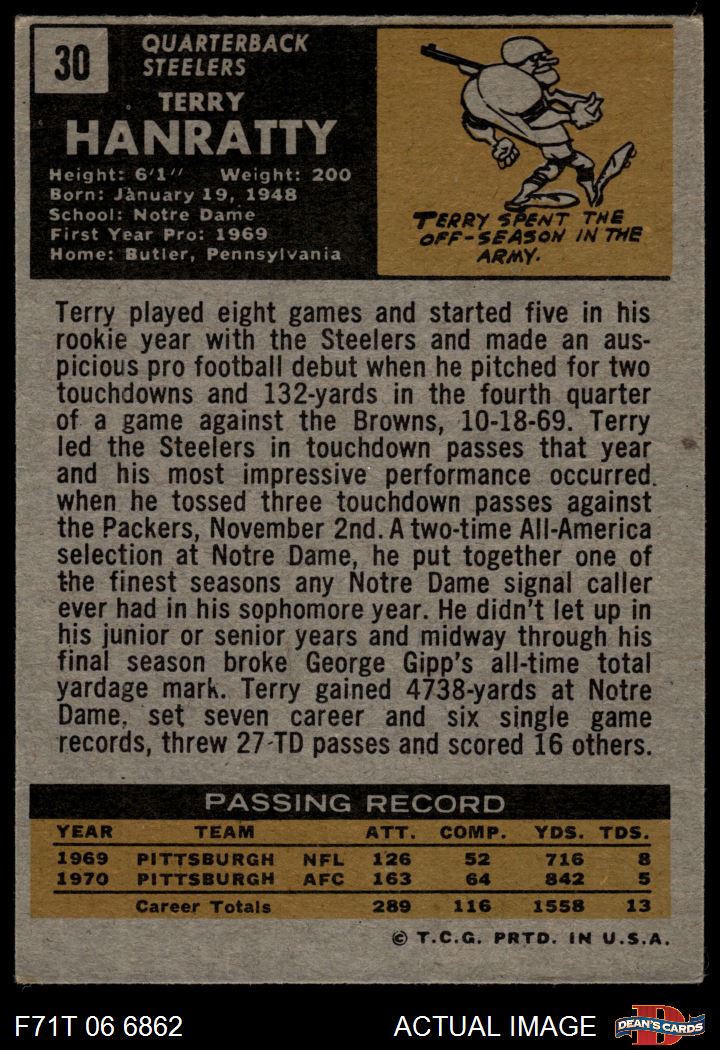 30
QUARTERBACK
STEELERS
TERRY
HANRATTY
Height: 6'1" Weight: 200
Born: January 19, 1948
School: Notre Dame
First Year Pro: 1969
Home: Butler, Pennsylvania
TERRY SPENT THE
OFF-SEASON IN THE
ARMY.
Terry played eight games and started five in his
rookie year with the Steelers and made an aus-
picious pro football debut when he pitched for two
touchdowns and 132-yards in the fourth quarter
of a game against the Browns, 10-18-69. Terry
led the Steelers in touchdown passes that year
and his most impressive performance occurred
when he tossed three touchdown passes against
the Packers, November 2nd. A two-time All-America
selection at Notre Dame, he put together one of
the finest seasons any Notre Dame signal caller
ever had in his sophomore year. He didn't let up in
his junior or senior years and midway through his
final season broke George Gipp's all-time total
yardage mark. Terry gained 4738-yards at Notre
Dame, set seven career and six single game
records, threw 27-TD passes and scored 16 others.
PASSING RECORD
YEAR TEAM ATT. COMP. YDS. TDS.
1969 PITTSBURGH NFL 126 52 716 8
1970 PITTSBURGH AFC 163 64 842 5
Career Totals 289 116 1558 13
© T.C.G. PRTD. IN U.S.A.
F71T 06 6862 ACTUAL IMAGE DEAN'S CARDS